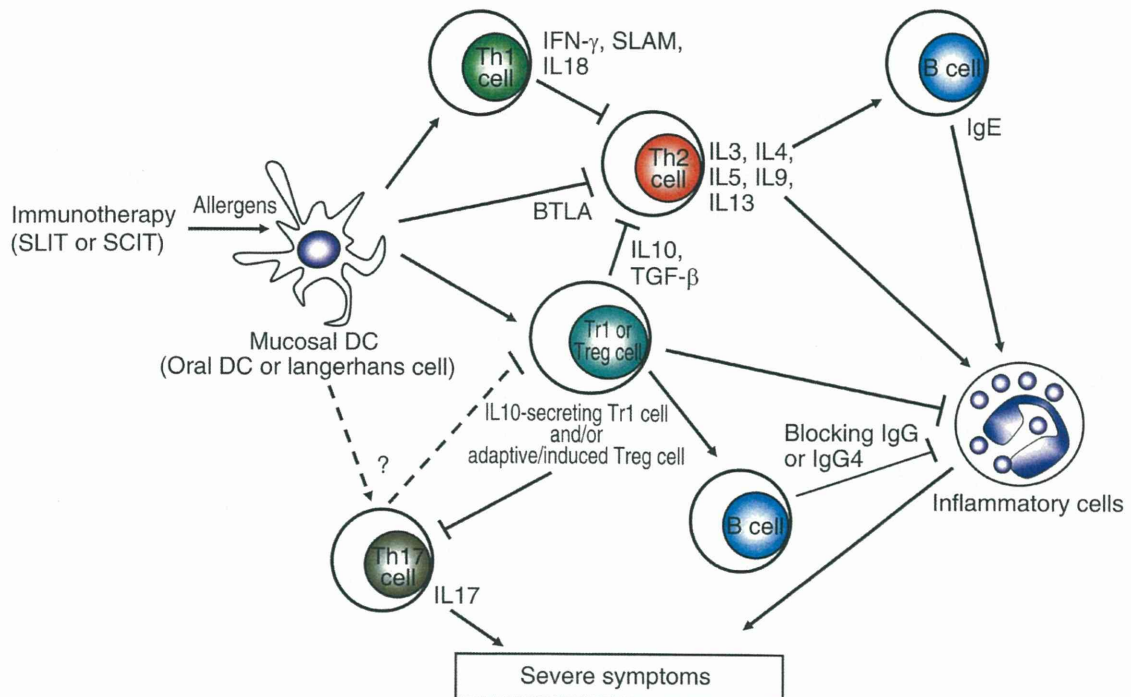 Th1
cell
IFN-γ, SLAM,
IL18
B cell
IgE
Th2
cell
IL3, IL4,
IL5, IL9,
IL13
BTLA
Immunotherapy
(SLIT or SCIT)
Allergens
IL10,
TGF-β
Mucosal DC
(Oral DC or langerhans cell)
Tr1 or
Treg cell
IL10-secreting Tr1 cell
and/or
adaptive/induced Treg cell
?
Blocking IgG
or IgG4
Inflammatory cells
B cell
Th17
cell
IL17
Severe symptoms